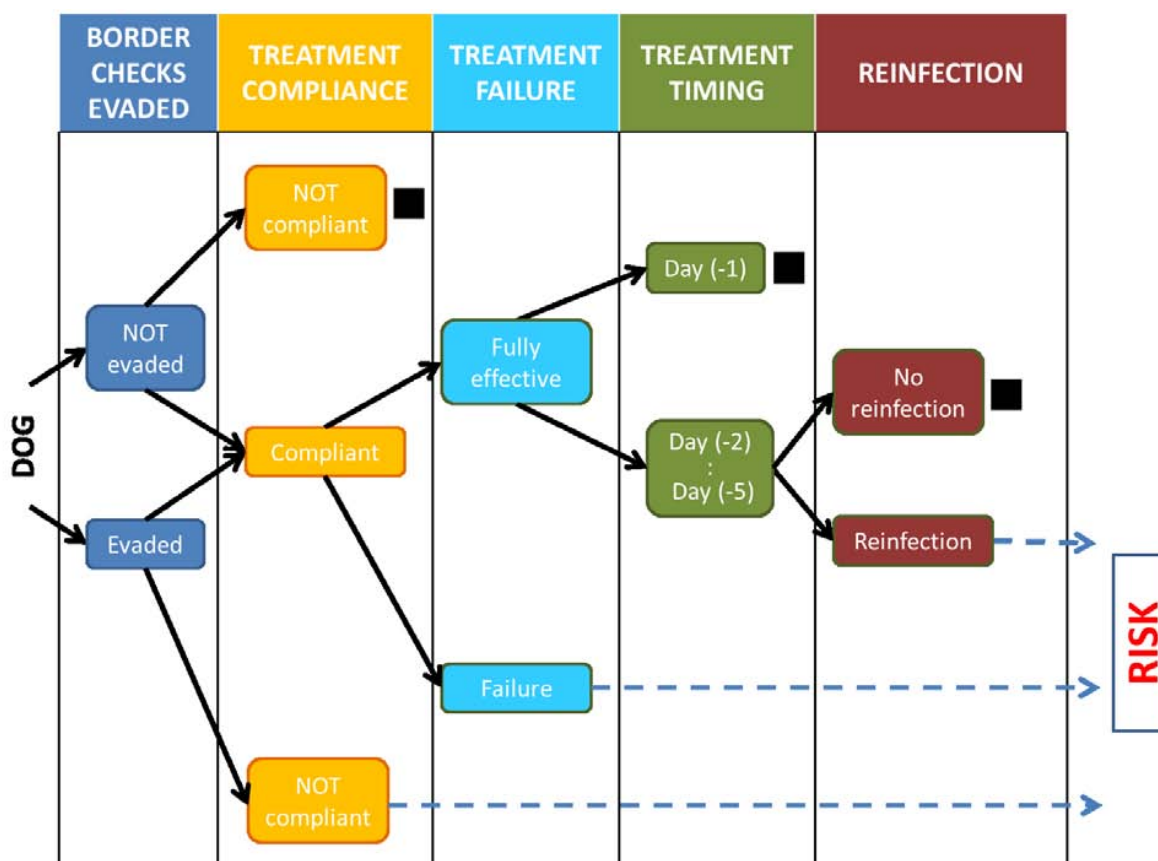 BORDER
CHECKS
EVADED
TREATMENT
COMPLIANCE
TREATMENT
FAILURE
TREATMENT
TIMING
REINFECTION
DOG
NOT
evaded
Evaded
NOT
compliant
Compliant
NOT
compliant
Fully
effective
Failure
Day (-1)
Day (-2)
:
Day (-5)
No
reinfection
Reinfection
RISK